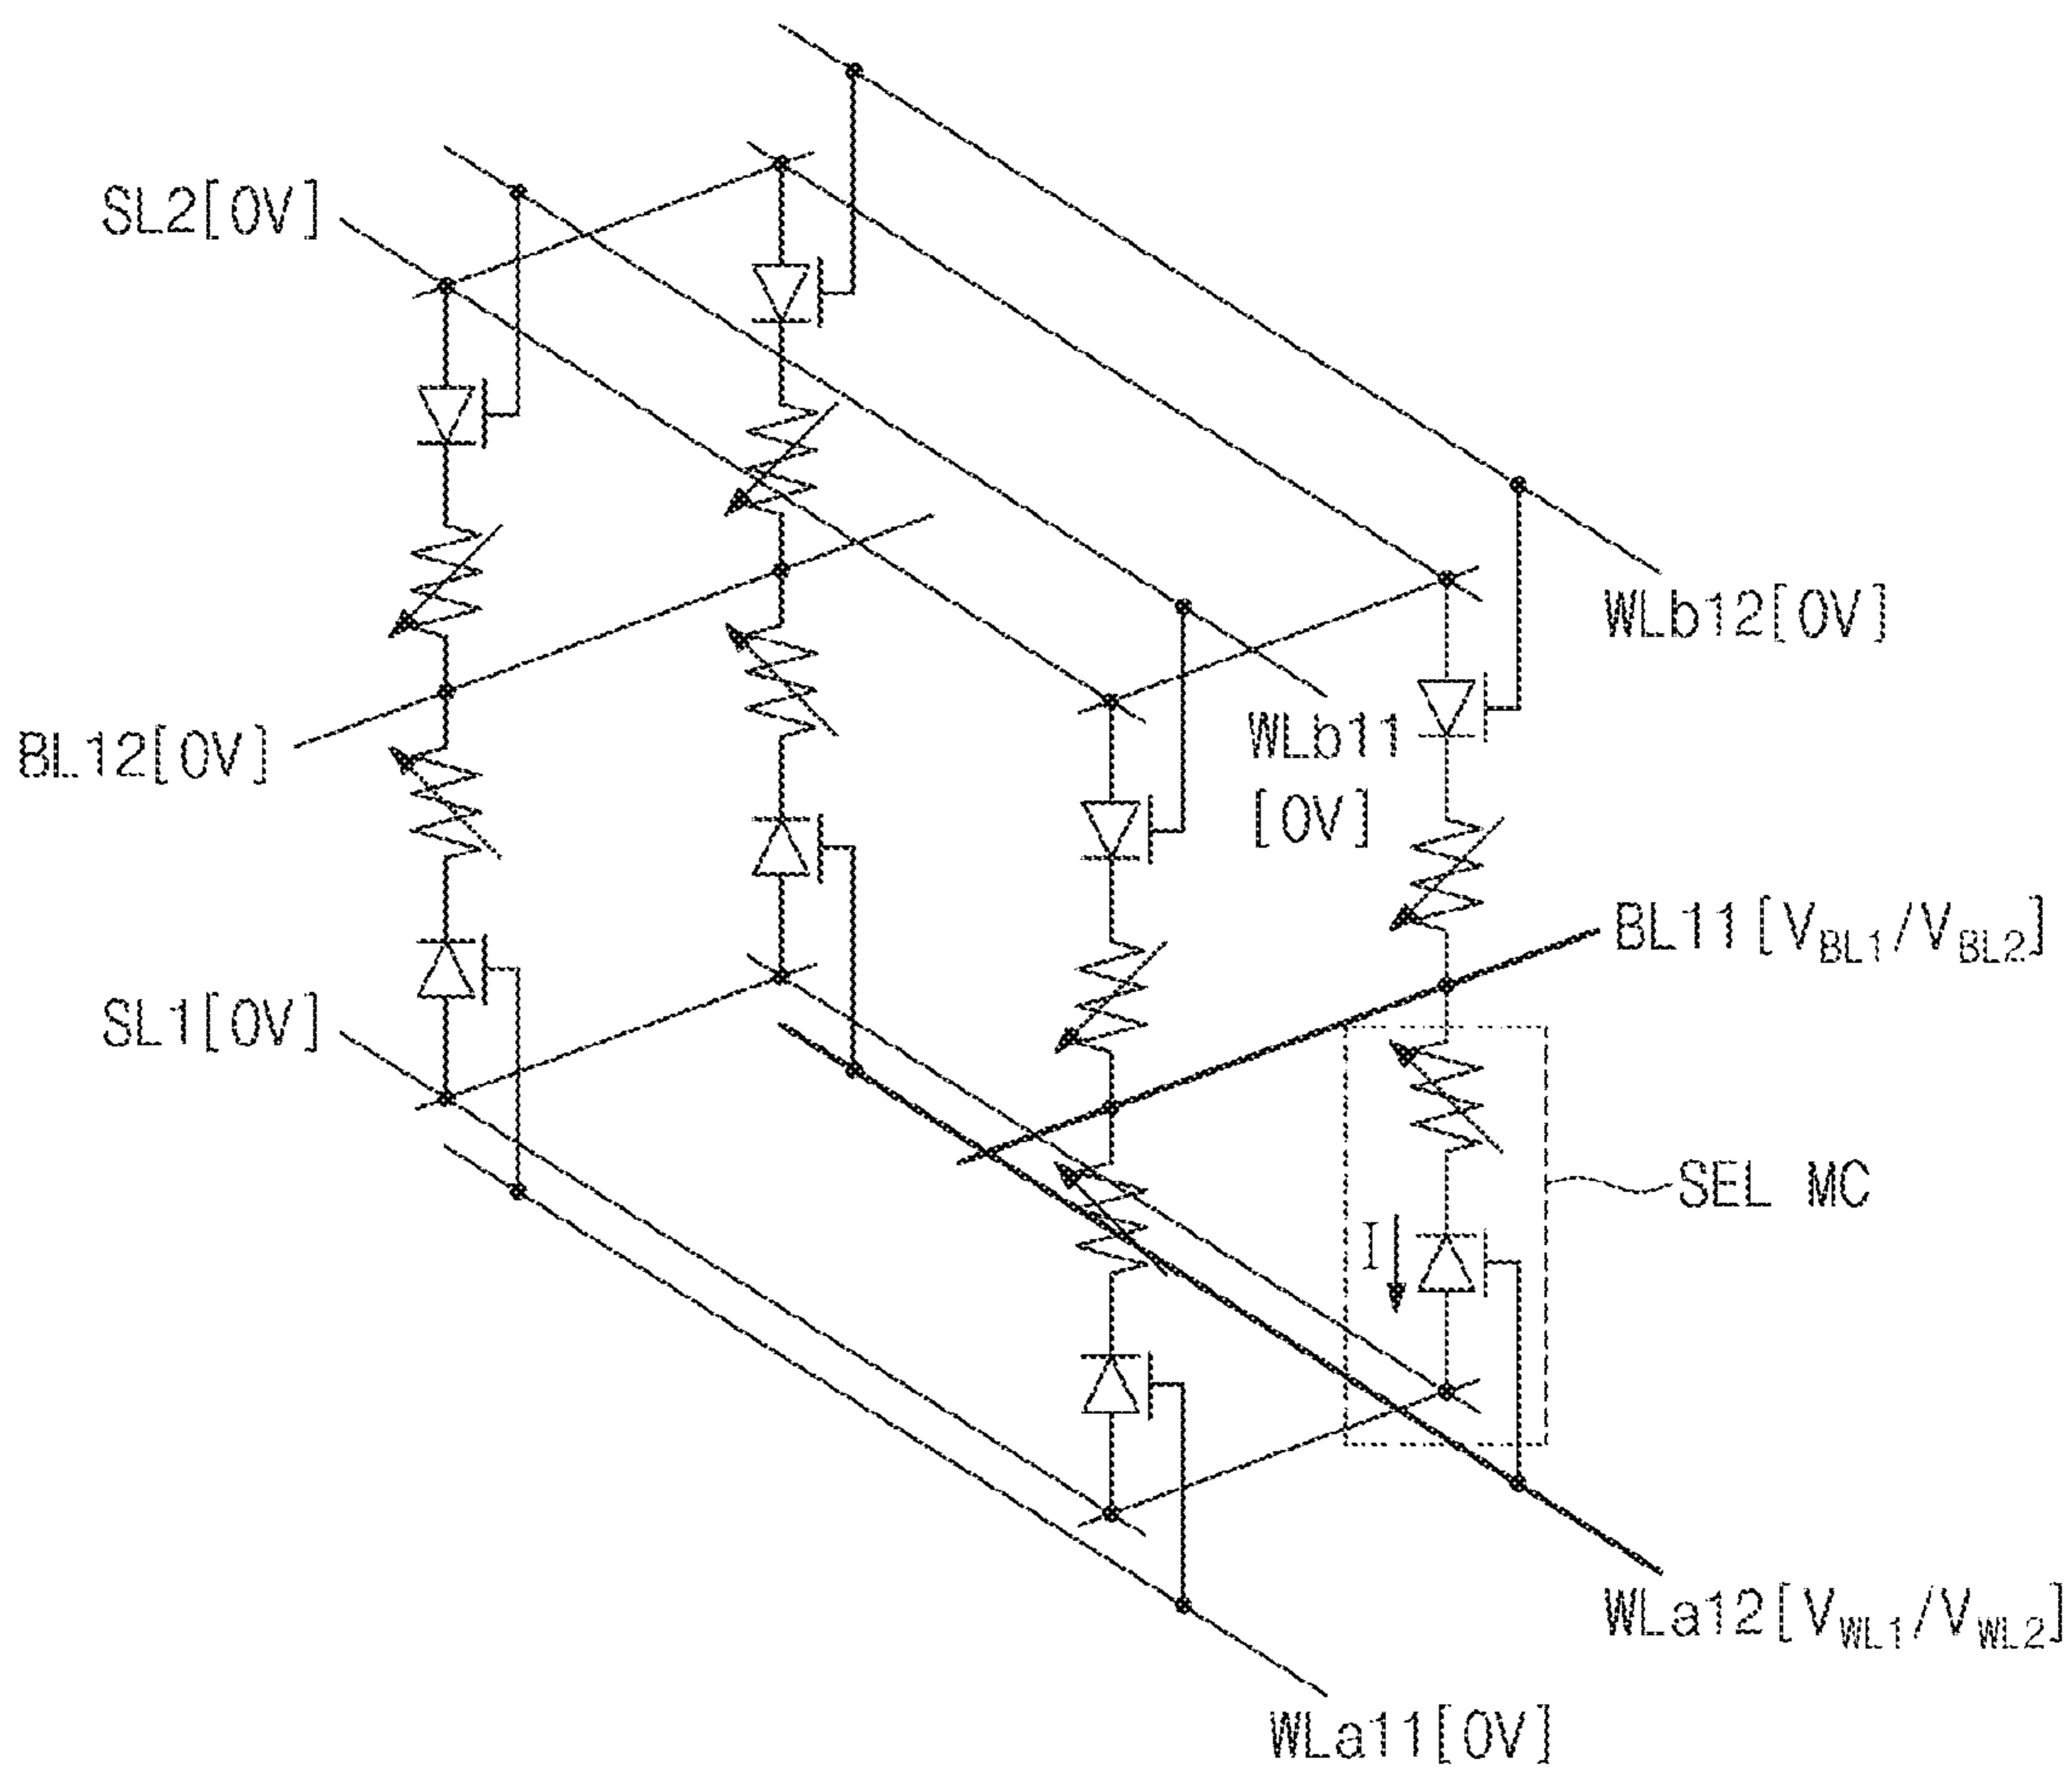 SL2[0V]
WLb12[0V]
BL12[0V]
WLb11
[0V]
BL11[VBL1/VBL2]
SL1[0V]
SEL MC
I
WLa12[VWL1/VWL2]
WLa11[0V]